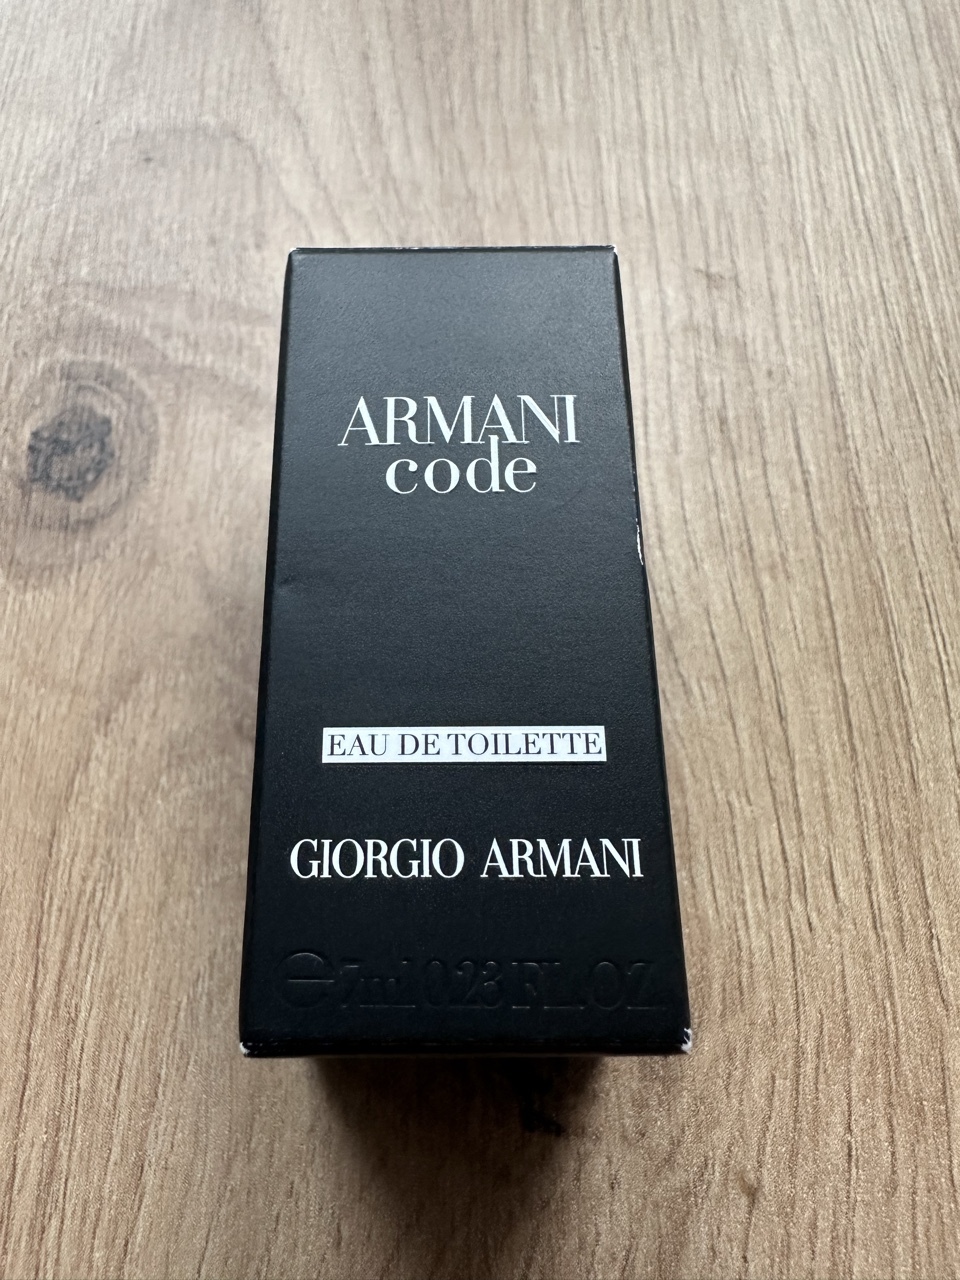 ARMANI
code
EAU DE TOILETTE
GIORGIO ARMANI
℮ 7ml 0.23 FL.OZ